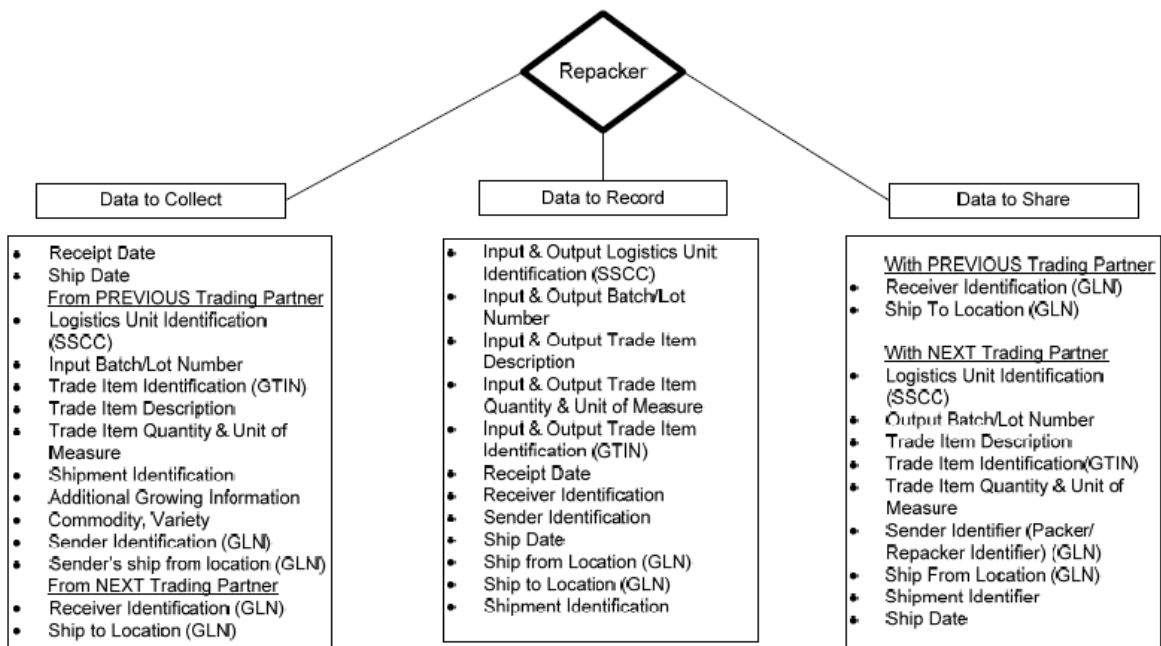 Repacker
Data to Collect
Receipt Date
Ship Date
From PREVIOUS Trading Partner
Logistics Unit Identification
(SSCC)
Input Batch/Lot Number
Trade Item Identification (GTIN)
Trade Item Description
Trade Item Quantity & Unit of
Measure
Shipment Identification
Additional Growing Information
Commodity, Variety
Sender Identification (GLN)
Sender's ship from location (GLN)
From NEXT Trading Partner
Receiver Identification (GLN)
Ship to Location (GLN)
Data to Record
Input & Output Logistics Unit
Identification (SSCC)
Input & Output Batch/Lot
Number
Input & Output Trade Item
Description
Input & Output Trade Item
Quantity & Unit of Measure
Input & Output Trade Item
Identification (GTIN)
Receipt Date
Receiver Identification
Sender Identification
Ship Date
Ship from Location (GLN)
Ship to Location (GLN)
Shipment Identification
Data to Share
With PREVIOUS Trading Partner
Receiver Identification (GLN)
Ship To Location (GLN)
With NEXT Trading Partner
Logistics Unit Identification
(SSCC)
Output Batch/Lot Number
Trade Item Description
Trade Item Identification(GTIN)
Trade Item Quantity & Unit of
Measure
Sender Identifier (Packer/
Repacker Identifier) (GLN)
Ship From Location (GLN)
Shipment Identifier
Ship Date